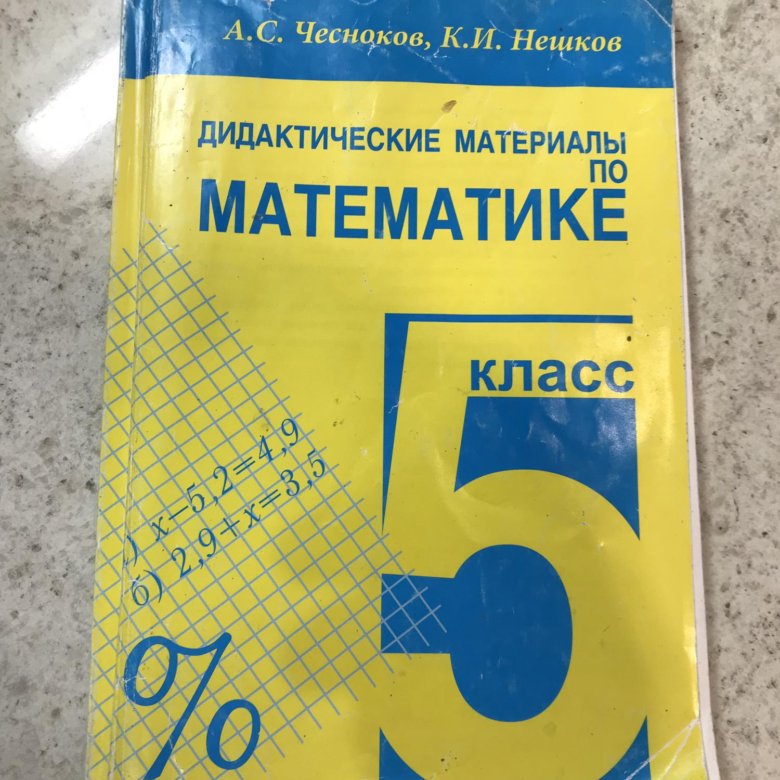 А.С. Чесноков, К.И. Нешков
ДИДАКТИЧЕСКИЕ МАТЕРИАЛЫ
ПО
МАТЕМАТИКЕ
5
класс
) x−5,2=4,9
б) 2,9+x=3,5
%